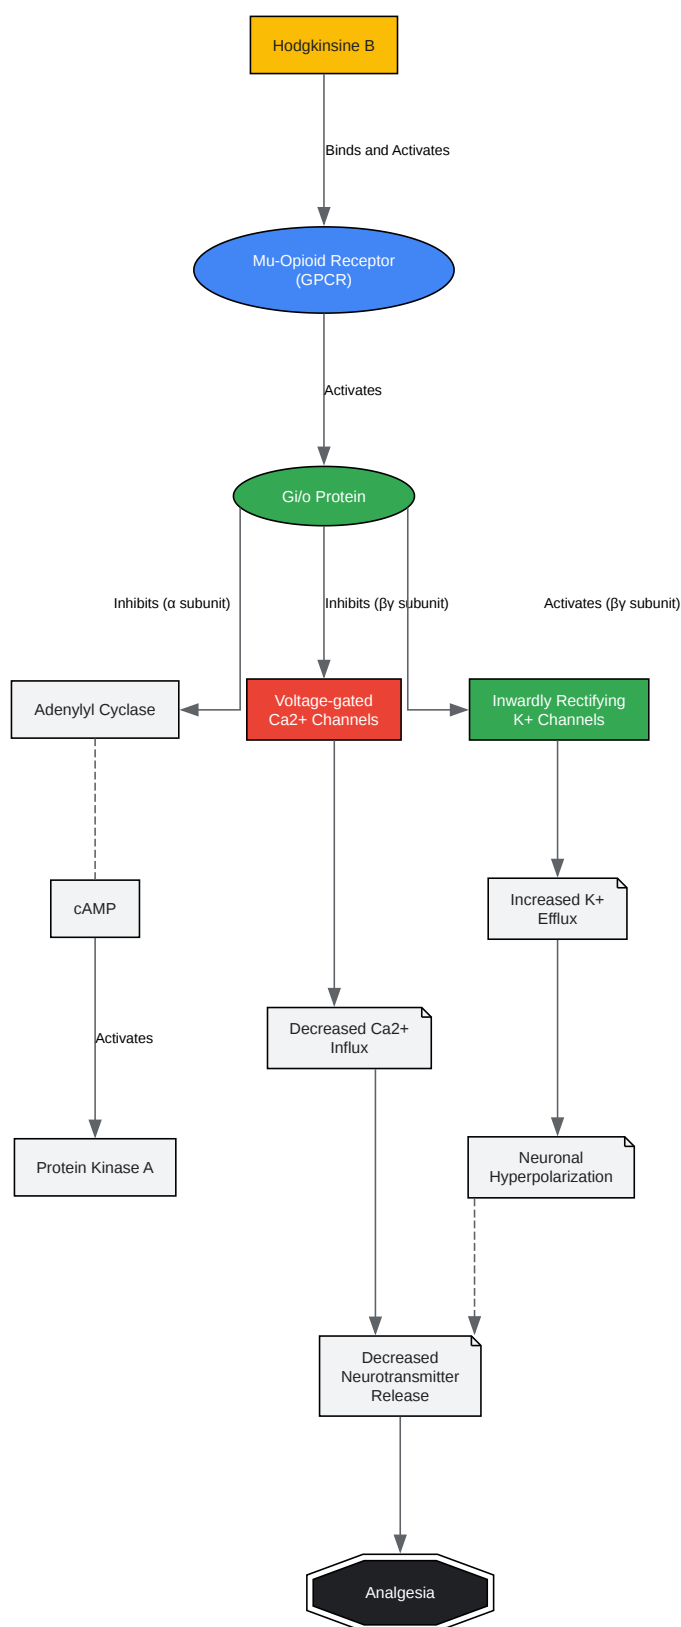 Hodgkinsine B
Binds and Activates
Mu-Opioid Receptor
(GPCR)
Activates
Gi/o Protein
Inhibits (α subunit)
Inhibits (βγ subunit)
Activates (βγ subunit)
Adenylyl Cyclase
Voltage-gated
Ca2+ Channels
Inwardly Rectifying
K+ Channels
cAMP
Increased K+
Efflux
Decreased Ca2+
Influx
Activates
Protein Kinase A
Neuronal
Hyperpolarization
Decreased
Neurotransmitter
Release
Analgesia